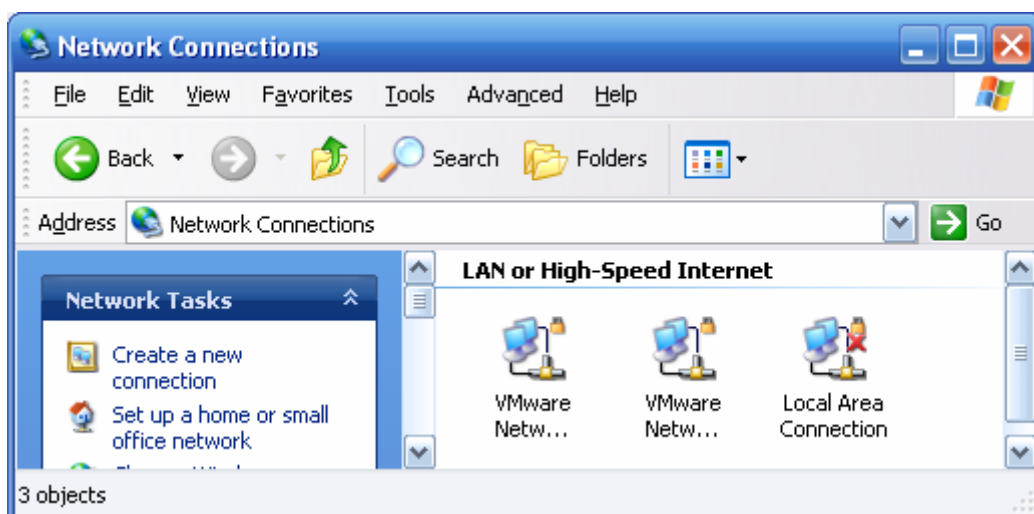 Network Connections
File Edit View Favorites Tools Advanced Help
Back Search Folders
Address Network Connections Go
Network Tasks
Create a new
connection
Set up a home or small
office network
LAN or High-Speed Internet
VMware
Netw...
VMware
Netw...
Local Area
Connection
3 objects